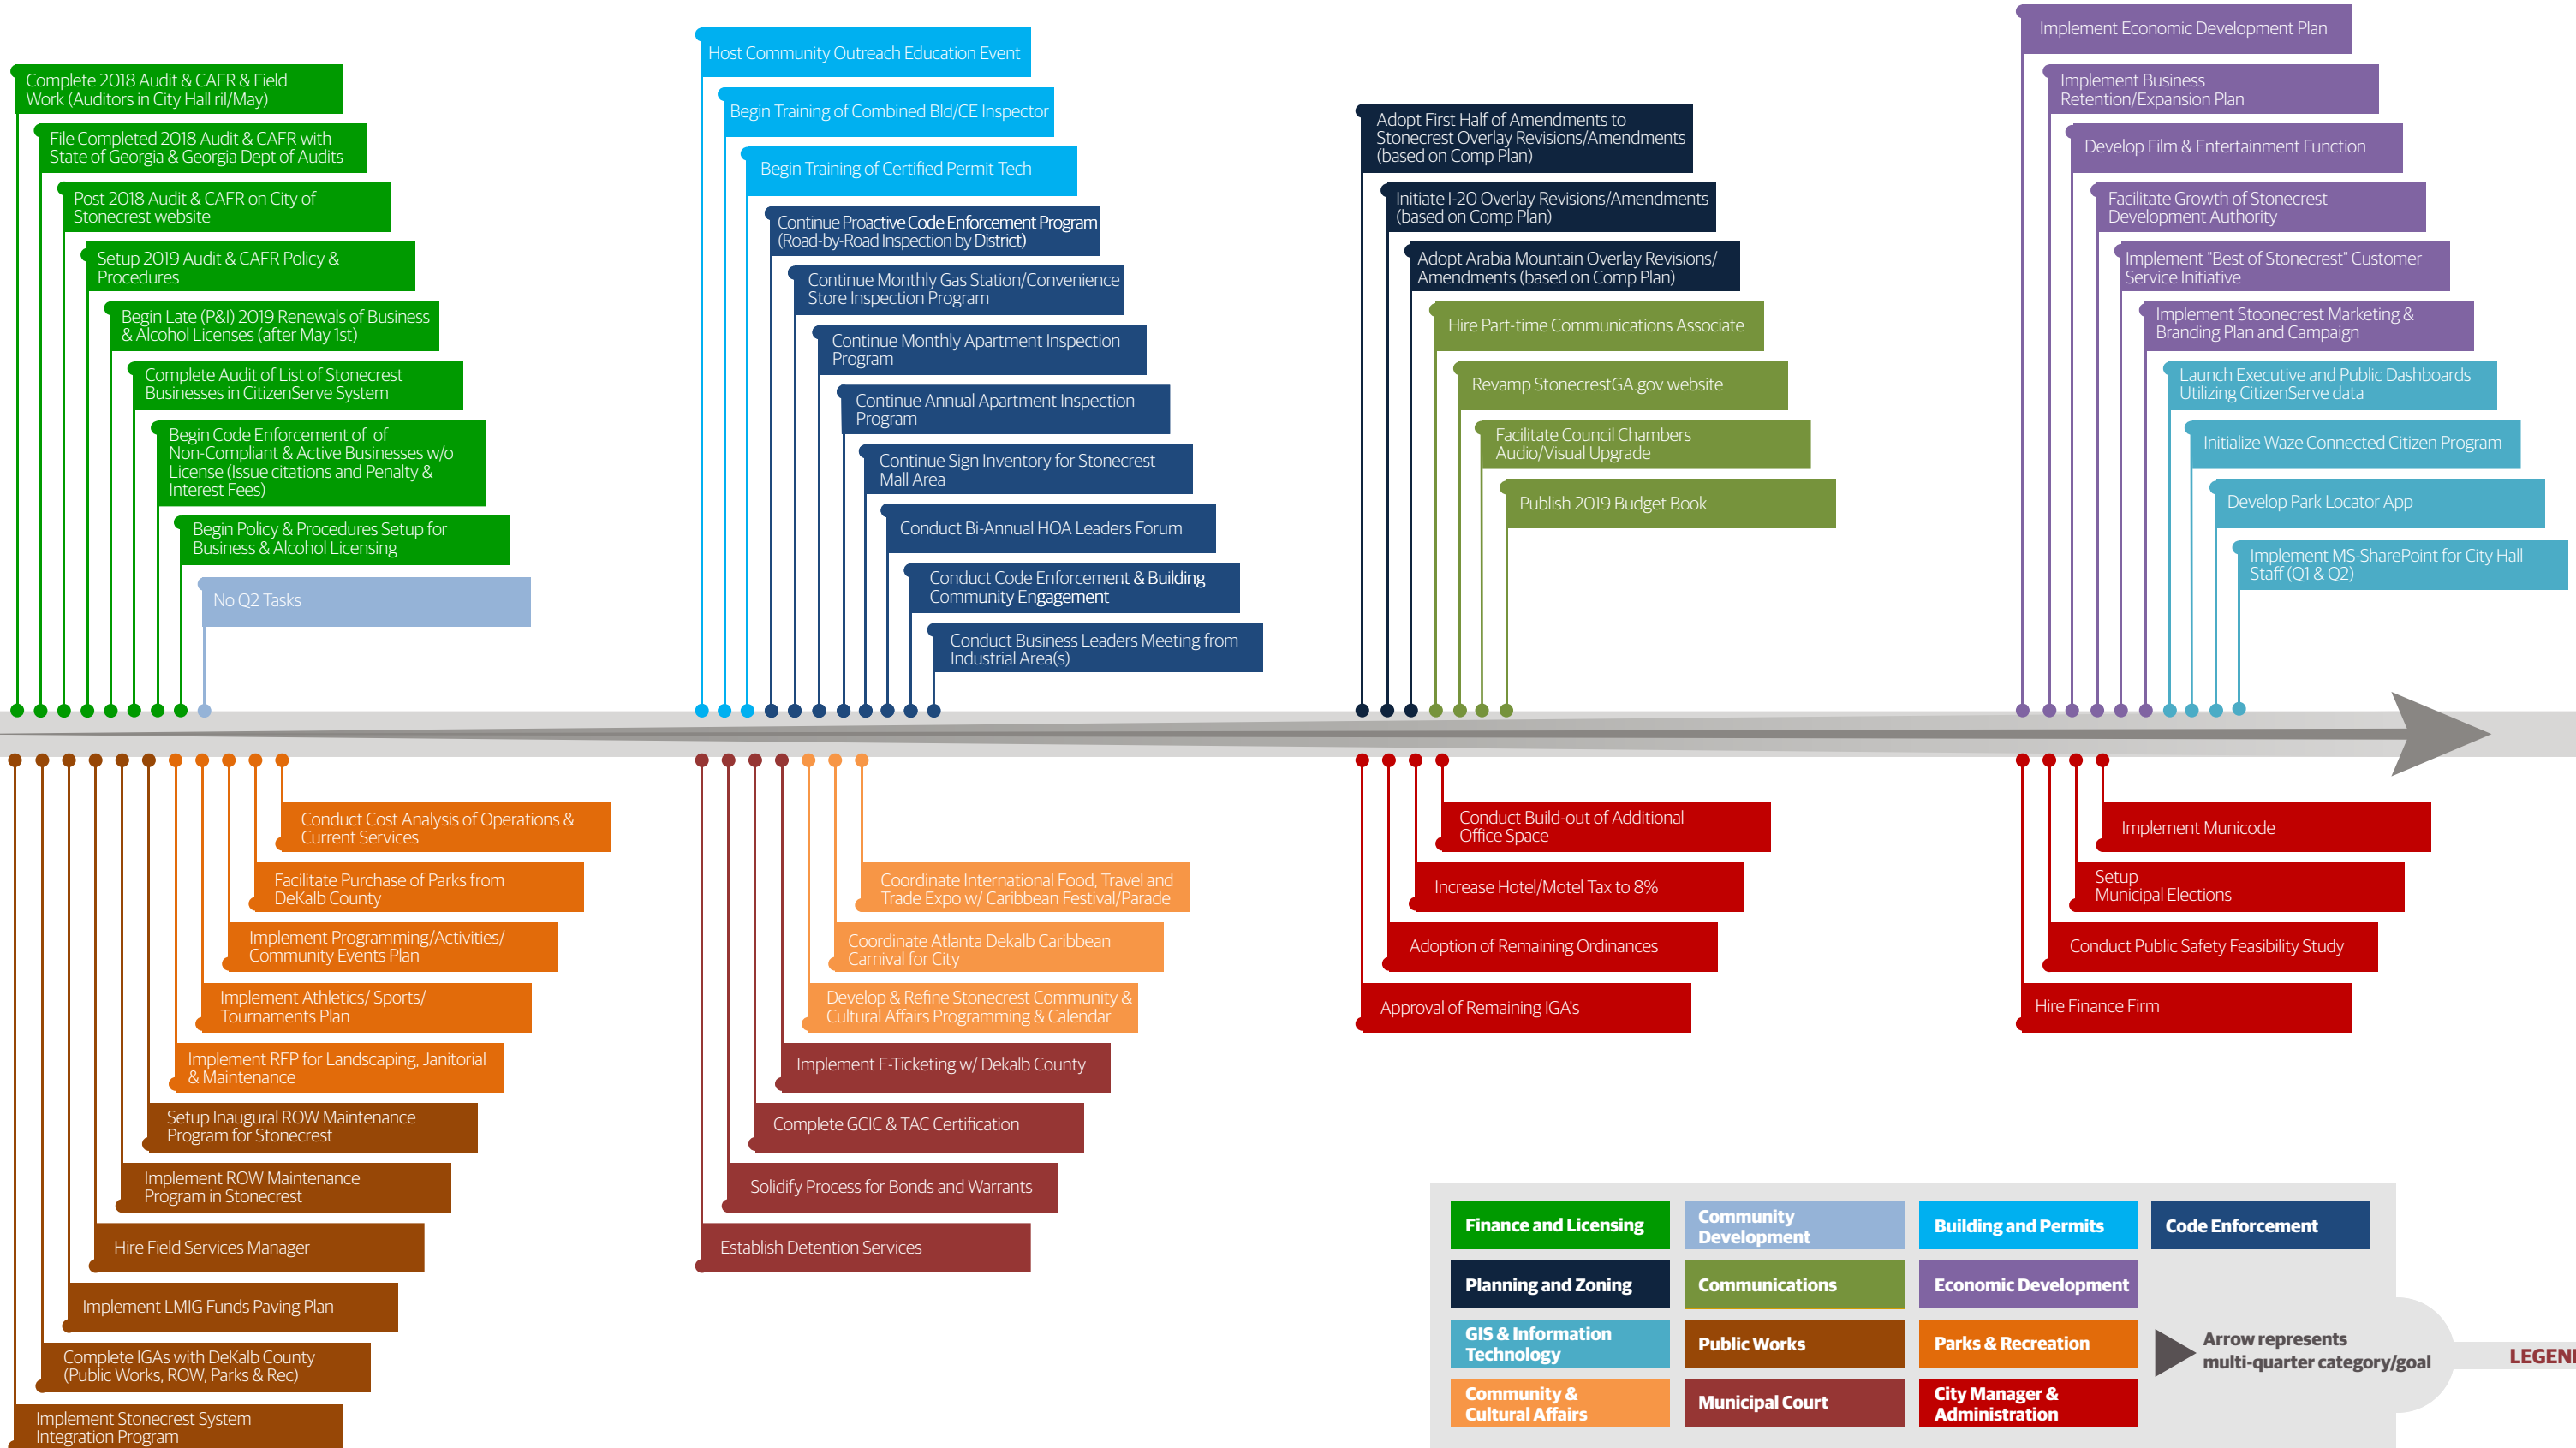 Complete 2018 Audit & CAFR & Field
Work (Auditors in City Hall ril/May)
File Completed 2018 Audit & CAFR with
State of Georgia & Georgia Dept of Audits
Post 2018 Audit & CAFR on City of
Stonecrest website
Setup 2019 Audit & CAFR Policy &
Procedures
Begin Late (P&I) 2019 Renewals of Business
& Alcohol Licenses (after May 1st)
Complete Audit of List of Stonecrest
Businesses in CitizenServe System
Begin Code Enforcement of of
Non-Compliant & Active Businesses w/o
License (Issue citations and Penalty &
Interest Fees)
Begin Policy & Procedures Setup for
Business & Alcohol Licensing
No Q2 Tasks
Host Community Outreach Education Event
Begin Training of Combined Bld/CE Inspector
Begin Training of Certified Permit Tech
Continue Proactive Code Enforcement Program
(Road-by-Road Inspection by District)
Continue Monthly Gas Station/Convenience
Store Inspection Program
Continue Monthly Apartment Inspection
Program
Continue Annual Apartment Inspection
Program
Continue Sign Inventory for Stonecrest
Mall Area
Conduct Bi-Annual HOA Leaders Forum
Conduct Code Enforcement & Building
Community Engagement
Conduct Business Leaders Meeting from
Industrial Area(s)
Adopt First Half of Amendments to
Stonecrest Overlay Revisions/Amendments
(based on Comp Plan)
Initiate I-20 Overlay Revisions/Amendments
(based on Comp Plan)
Adopt Arabia Mountain Overlay Revisions/
Amendments (based on Comp Plan)
Hire Part-time Communications Associate
Revamp StonecrestGA.gov website
Facilitate Council Chambers
Audio/Visual Upgrade
Publish 2019 Budget Book
Implement Economic Development Plan
Implement Business
Retention/Expansion Plan
Develop Film & Entertainment Function
Facilitate Growth of Stonecrest
Development Authority
Implement "Best of Stonecrest" Customer
Service Initiative
Implement Stoonecrest Marketing &
Branding Plan and Campaign
Launch Executive and Public Dashboards
Utilizing CitizenServe data
Initialize Waze Connected Citizen Program
Develop Park Locator App
Implement MS-SharePoint for City Hall
Staff (Q1 & Q2)
Conduct Cost Analysis of Operations &
Current Services
Facilitate Purchase of Parks from
DeKalb County
Implement Programming/Activities/
Community Events Plan
Implement Athletics/ Sports/
Tournaments Plan
Implement RFP for Landscaping, Janitorial
& Maintenance
Setup Inaugural ROW Maintenance
Program for Stonecrest
Implement ROW Maintenance
Program in Stonecrest
Hire Field Services Manager
Implement LMIG Funds Paving Plan
Complete IGAs with DeKalb County
(Public Works, ROW, Parks & Rec)
Implement Stonecrest System
Integration Program
Coordinate International Food, Travel and
Trade Expo w/ Caribbean Festival/Parade
Coordinate Atlanta Dekalb Caribbean
Carnival for City
Develop & Refine Stonecrest Community &
Cultural Affairs Programming & Calendar
Implement E-Ticketing w/ Dekalb County
Complete GCIC & TAC Certification
Solidify Process for Bonds and Warrants
Establish Detention Services
Conduct Build-out of Additional
Office Space
Increase Hotel/Motel Tax to 8%
Adoption of Remaining Ordinances
Approval of Remaining IGA's
Implement Municode
Setup
Municipal Elections
Conduct Public Safety Feasibility Study
Hire Finance Firm
Finance and Licensing
Community
Development
Building and Permits
Code Enforcement
Planning and Zoning
Communications
Economic Development
GIS & Information
Technology
Public Works
Parks & Recreation
Arrow represents
multi-quarter category/goal
Community &
Cultural Affairs
Municipal Court
City Manager &
Administration